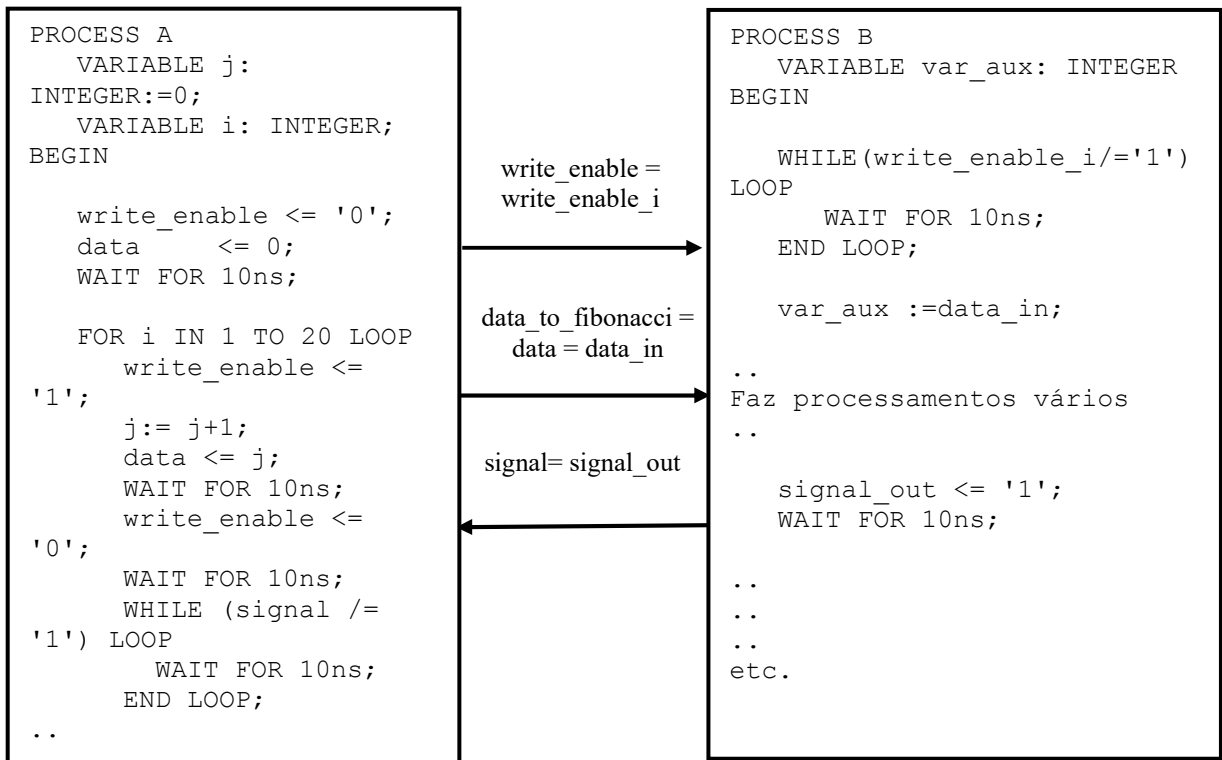 PROCESS A
VARIABLE j:
INTEGER:=0;
VARIABLE i: INTEGER;
BEGIN
write_enable <= '0';
data <= 0;
WAIT FOR 10ns;
FOR i IN 1 TO 20 LOOP
write_enable <=
'1';
j:= j+1;
data <= j;
WAIT FOR 10ns;
write_enable <=
'0';
WAIT FOR 10ns;
WHILE (signal /=
'1') LOOP
WAIT FOR 10ns;
END LOOP;
..
write_enable =
write_enable_i
data_to_fibonacci =
data = data_in
signal= signal_out
PROCESS B
VARIABLE var_aux: INTEGER
BEGIN
WHILE(write_enable_i/='1')
LOOP
WAIT FOR 10ns;
END LOOP;
var_aux :=data_in;
..
Faz processamentos vários
..
signal_out <= '1';
WAIT FOR 10ns;
..
..
..
etc.